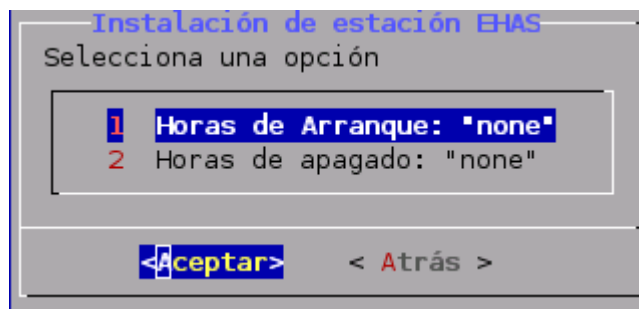 Instalación de estación EHAS
Selecciona una opción
1 Horas de Arranque: "none"
2 Horas de apagado: "none"
<Aceptar> < Atrás >